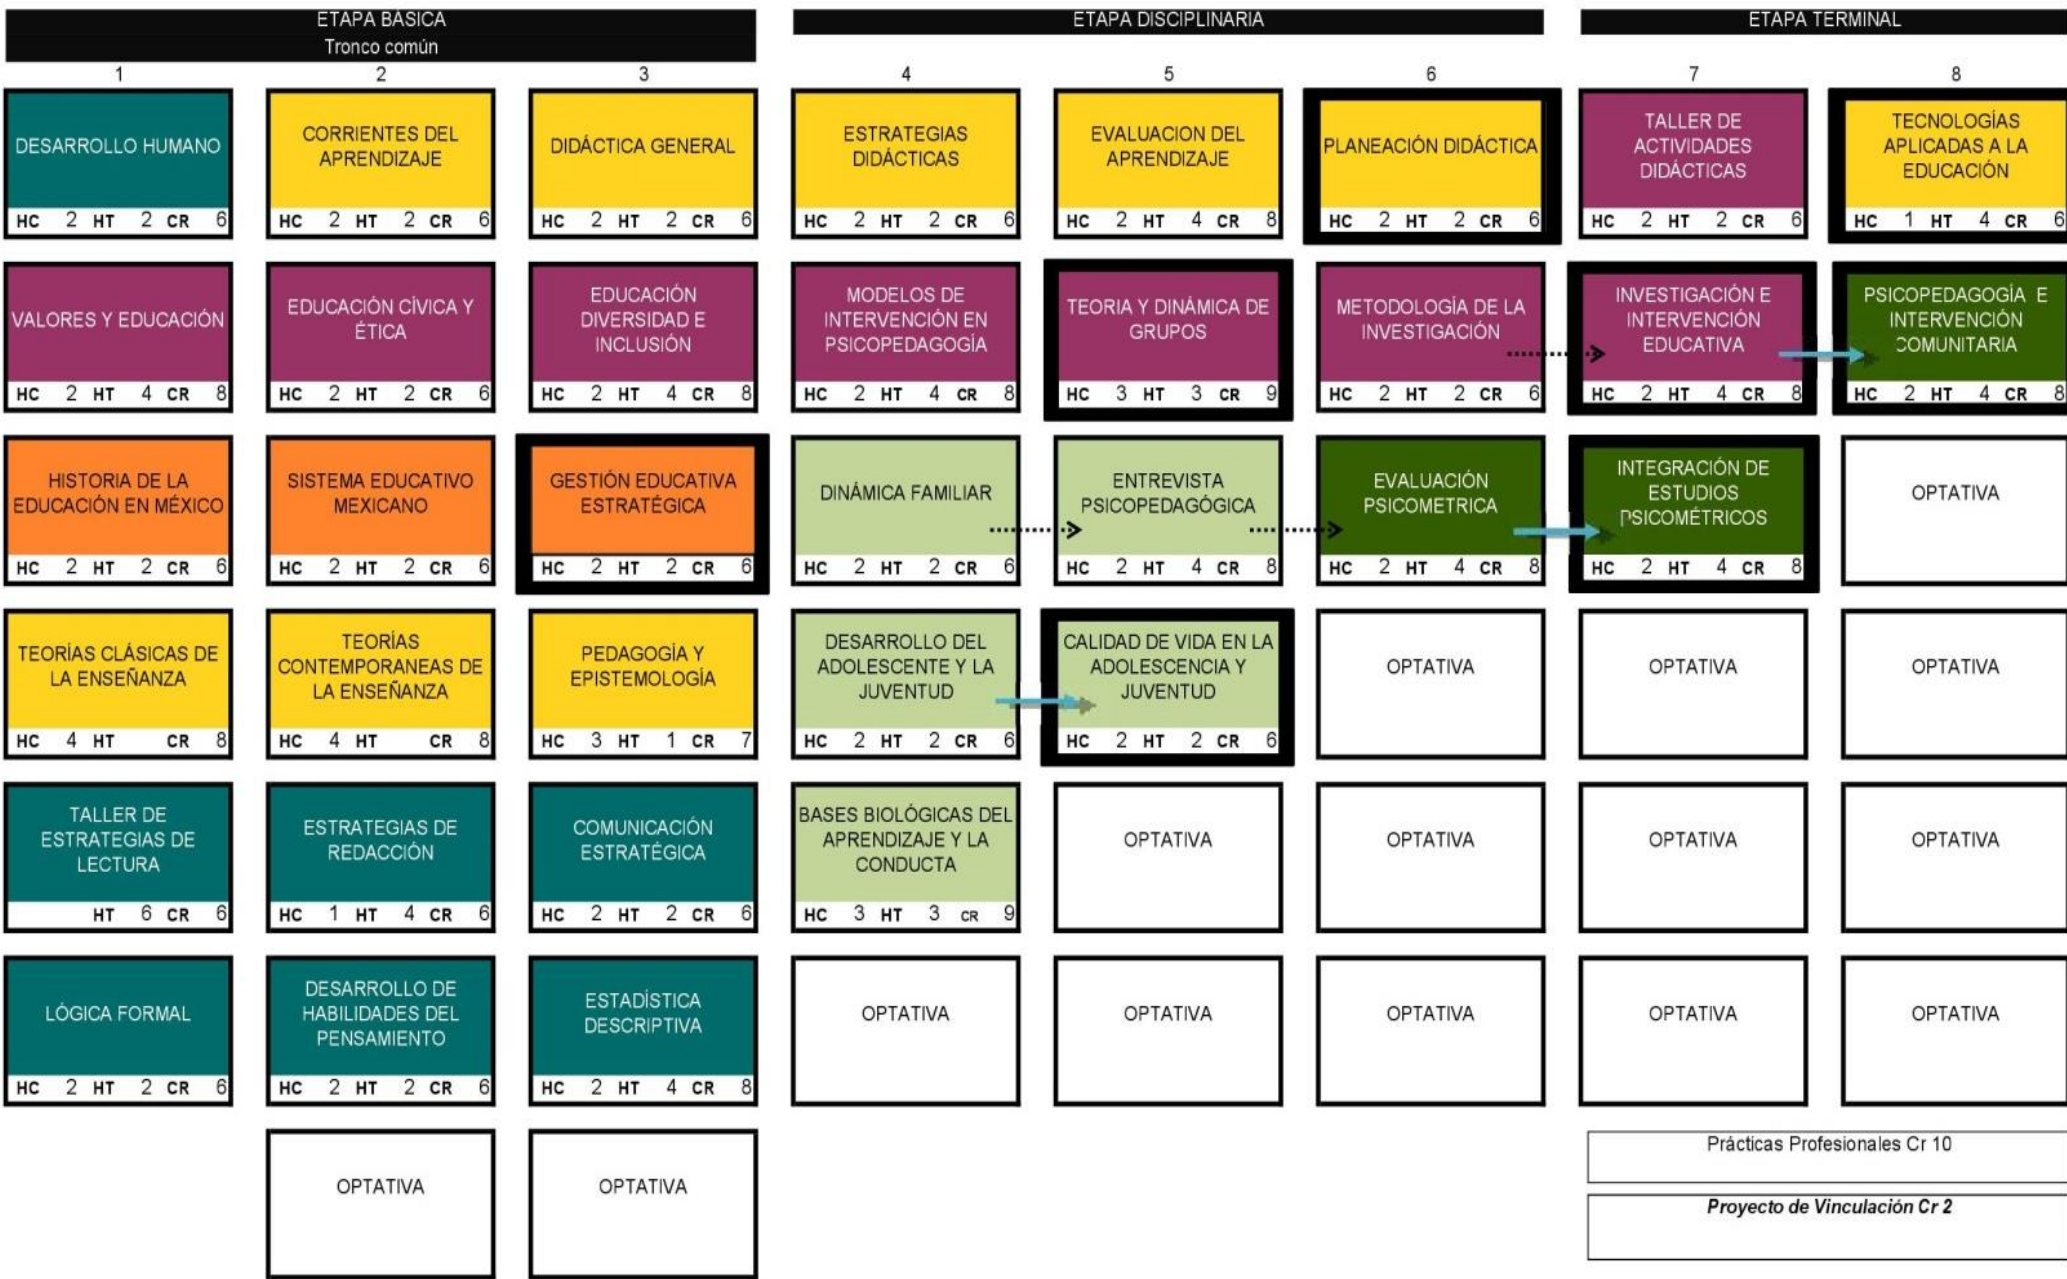 ETAPA BÁSICA
Tronco común
ETAPA DISCIPLINARIA
ETAPA TERMINAL
1 2 3 4 5 6 7 8
DESARROLLO HUMANO
HC 2 HT 2 CR 6
CORRIENTES DEL
APRENDIZAJE
HC 2 HT 2 CR 6
DIDÁCTICA GENERAL
HC 2 HT 2 CR 6
ESTRATEGIAS
DIDÁCTICAS
HC 2 HT 2 CR 6
EVALUACION DEL
APRENDIZAJE
HC 2 HT 4 CR 8
PLANEACIÓN DIDÁCTICA
HC 2 HT 2 CR 6
TALLER DE
ACTIVIDADES
DIDÁCTICAS
HC 2 HT 2 CR 6
TECNOLOGÍAS
APLICADAS A LA
EDUCACIÓN
HC 1 HT 4 CR 6
VALORES Y EDUCACIÓN
HC 2 HT 4 CR 8
EDUCACIÓN CÍVICA Y
ÉTICA
HC 2 HT 2 CR 6
EDUCACIÓN
DIVERSIDAD E
INCLUSIÓN
HC 2 HT 4 CR 8
MODELOS DE
INTERVENCIÓN EN
PSICOPEDAGOGÍA
HC 2 HT 4 CR 8
TEORIA Y DINÁMICA DE
GRUPOS
HC 3 HT 3 CR 9
METODOLOGÍA DE LA
INVESTIGACIÓN
HC 2 HT 2 CR 6
INVESTIGACIÓN E
INTERVENCIÓN
EDUCATIVA
HC 2 HT 4 CR 8
PSICOPEDAGOGÍA E
INTERVENCIÓN
COMUNITARIA
HC 2 HT 4 CR 8
HISTORIA DE LA
EDUCACIÓN EN MÉXICO
HC 2 HT 2 CR 6
SISTEMA EDUCATIVO
MEXICANO
HC 2 HT 2 CR 6
GESTIÓN EDUCATIVA
ESTRATÉGICA
HC 2 HT 2 CR 6
DINÁMICA FAMILIAR
HC 2 HT 2 CR 6
ENTREVISTA
PSICOPEDAGÓGICA
HC 2 HT 4 CR 8
EVALUACIÓN
PSICOMETRICA
HC 2 HT 4 CR 8
INTEGRACIÓN DE
ESTUDIOS
PSICOMÉTRICOS
HC 2 HT 4 CR 8
OPTATIVA
TEORÍAS CLÁSICAS DE
LA ENSEÑANZA
HC 4 HT CR 8
TEORÍAS
CONTEMPORANEAS DE
LA ENSEÑANZA
HC 4 HT CR 8
PEDAGOGÍA Y
EPISTEMOLOGÍA
HC 3 HT 1 CR 7
DESARROLLO DEL
ADOLESCENTE Y LA
JUVENTUD
HC 2 HT 2 CR 6
CALIDAD DE VIDA EN LA
ADOLESCENCIA Y
JUVENTUD
HC 2 HT 2 CR 6
OPTATIVA
OPTATIVA
OPTATIVA
TALLER DE
ESTRATEGIAS DE
LECTURA
HT 6 CR 6
ESTRATEGIAS DE
REDACCIÓN
HC 1 HT 4 CR 6
COMUNICACIÓN
ESTRATÉGICA
HC 2 HT 2 CR 6
BASES BIOLÓGICAS DEL
APRENDIZAJE Y LA
CONDUCTA
HC 3 HT 3 CR 9
OPTATIVA
OPTATIVA
OPTATIVA
OPTATIVA
LÓGICA FORMAL
HC 2 HT 2 CR 6
DESARROLLO DE
HABILIDADES DEL
PENSAMIENTO
HC 2 HT 2 CR 6
ESTADÍSTICA
DESCRIPTIVA
HC 2 HT 4 CR 8
OPTATIVA
OPTATIVA
OPTATIVA
OPTATIVA
OPTATIVA
OPTATIVA
OPTATIVA
Prácticas Profesionales Cr 10
Proyecto de Vinculación Cr 2